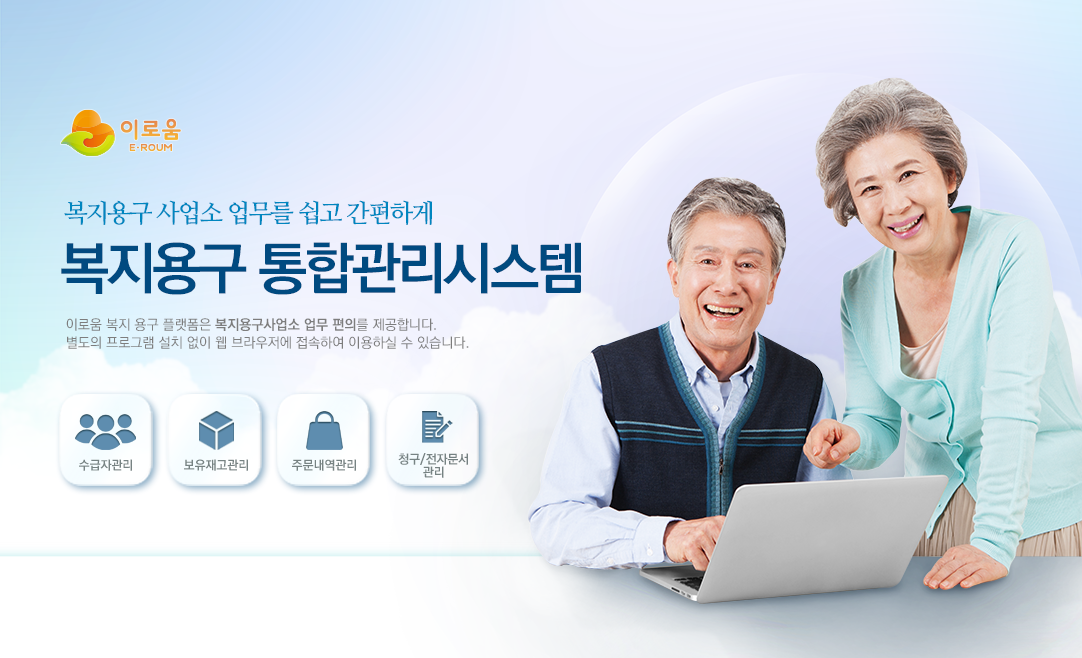 이로움
E·ROUM
복지용구 사업소 업무를 쉽고 간편하게
복지용구 통합관리시스템
이로움 복지 용구 플랫폼은 복지용구사업소 업무 편의를 제공합니다.
별도의 프로그램 설치 없이 웹 브라우저에 접속하여 이용하실 수 있습니다.
수급자관리
보유재고관리
주문내역관리
청구/전자문서
관리